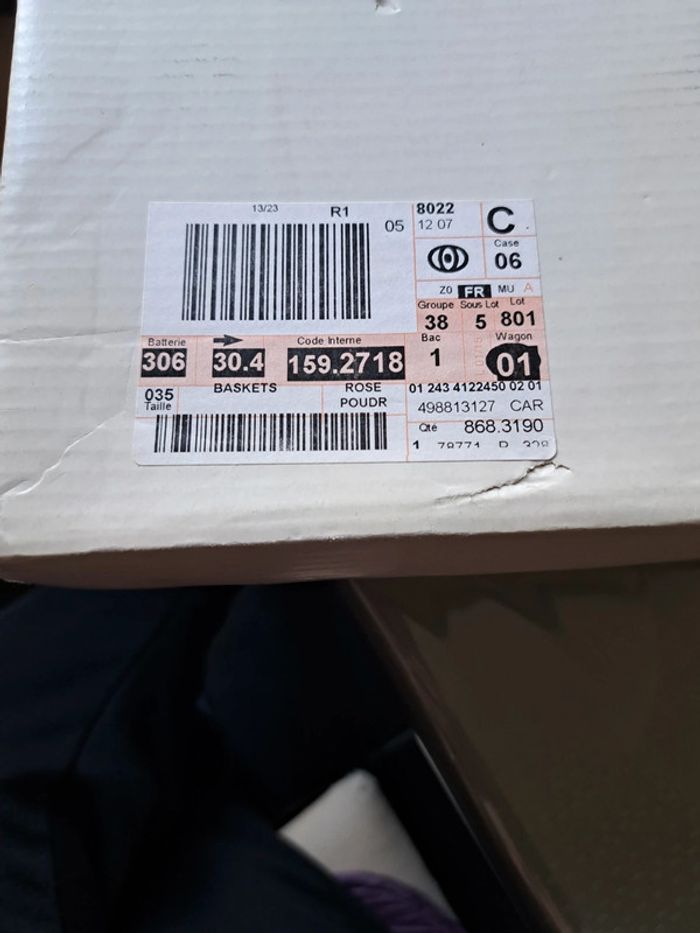 13/23 R1 05
8022
12 07
C
Case
06
Z0 FR MU A
Groupe Sous Lot Lot
38 5 801
Batterie Code Interne Bac Wagon
306 30.4 159.2718 1 01
035 BASKETS ROSE 01 243 4122450 02 01
Taille POUDR
498813127 CAR
Qté 868.3190
1